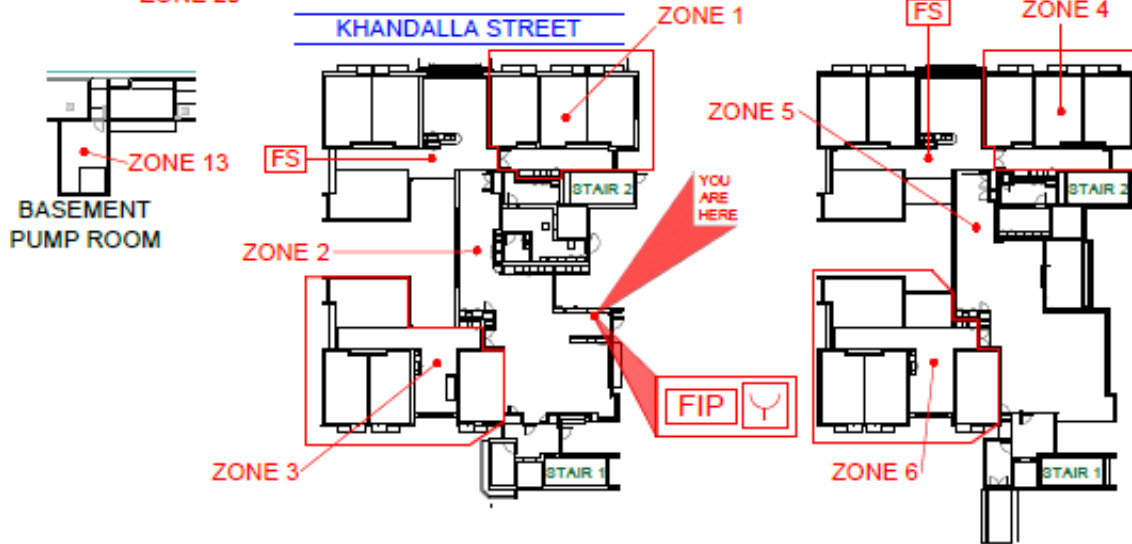 KHANDALLA STREET
ZONE 1
FS
ZONE 4
ZONE 5
ZONE 13
FS
STAIR 2
YOU
ARE
HERE
STAIR 2
BASEMENT
PUMP ROOM
ZONE 2
FIP
ZONE 3
STAIR 1
ZONE 6
STAIR 1